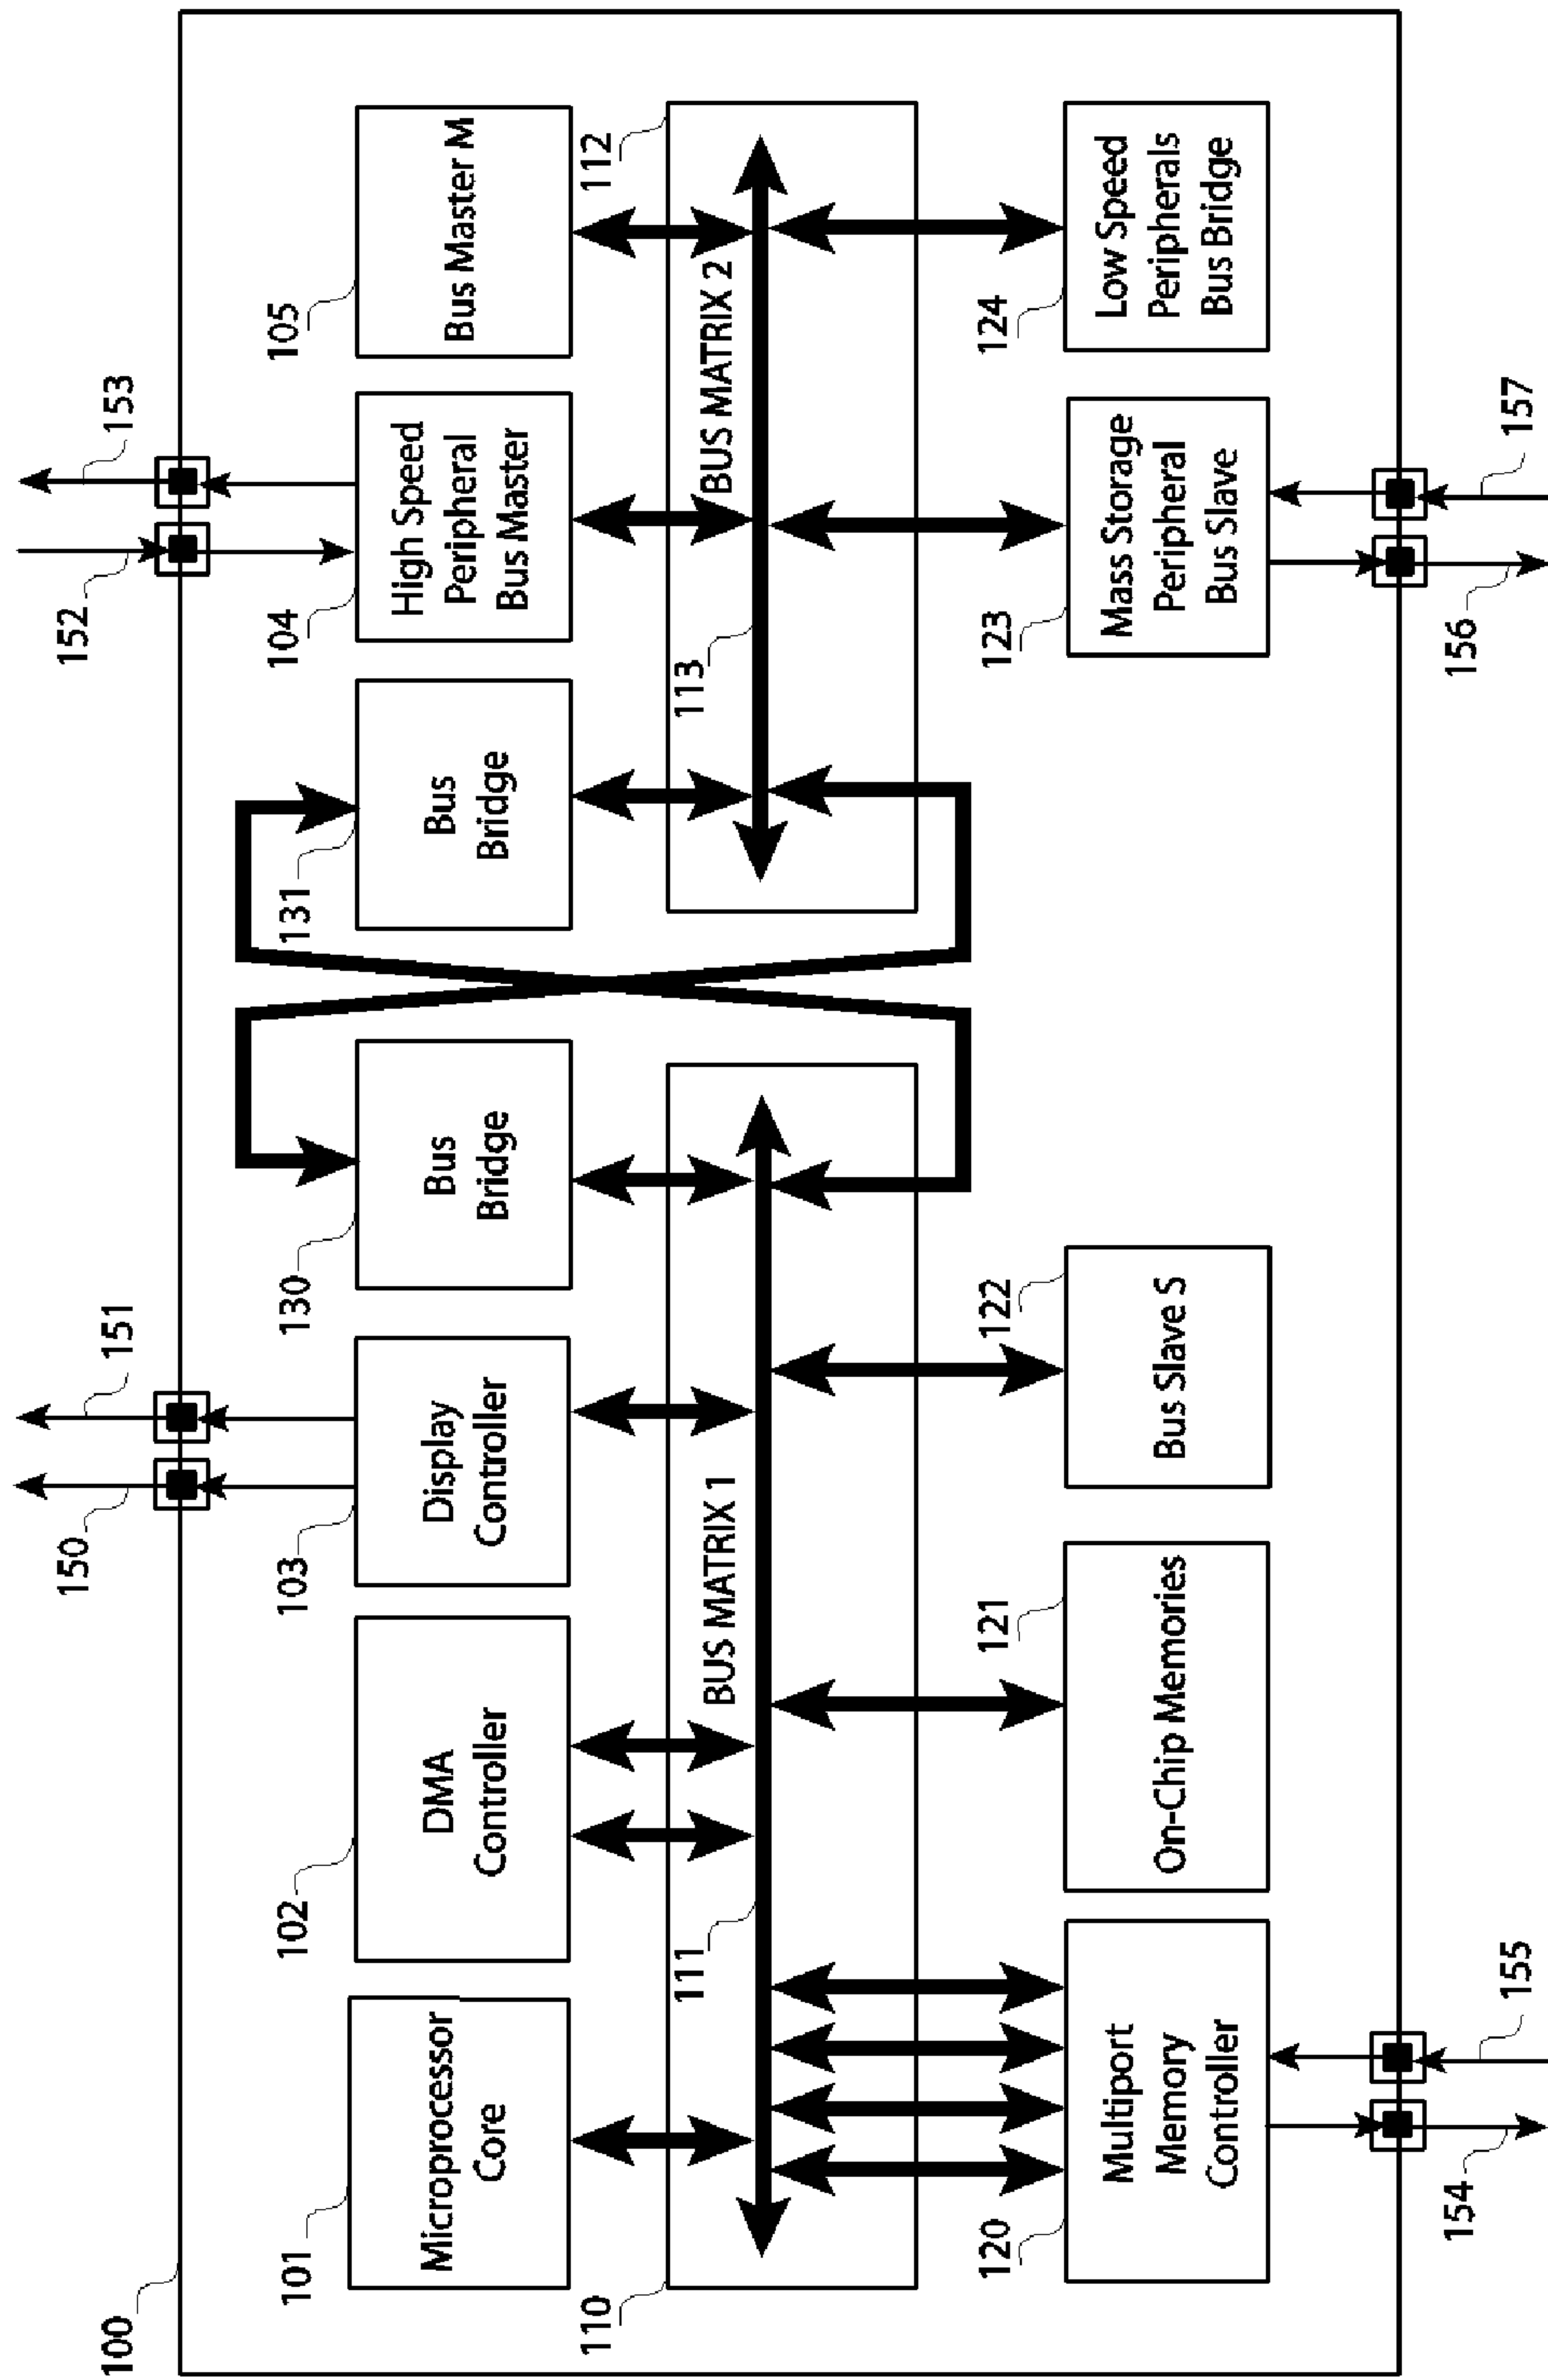 100
150
151
152
153
101
Microprocessor
Core
102
DMA
Controller
103
Display
Controller
130
Bus
Bridge
131
Bus
Bridge
104
High Speed
Peripheral
Bus Master
105
Bus Master M
110
111
BUS MATRIX 1
113
BUS MATRIX 2
112
120
Multiport
Memory
Controller
121
On-Chip Memories
122
Bus Slave S
123
Mass Storage
Peripheral
Bus Slave
124
Low Speed
Peripherals
Bus Bridge
154
155
156
157